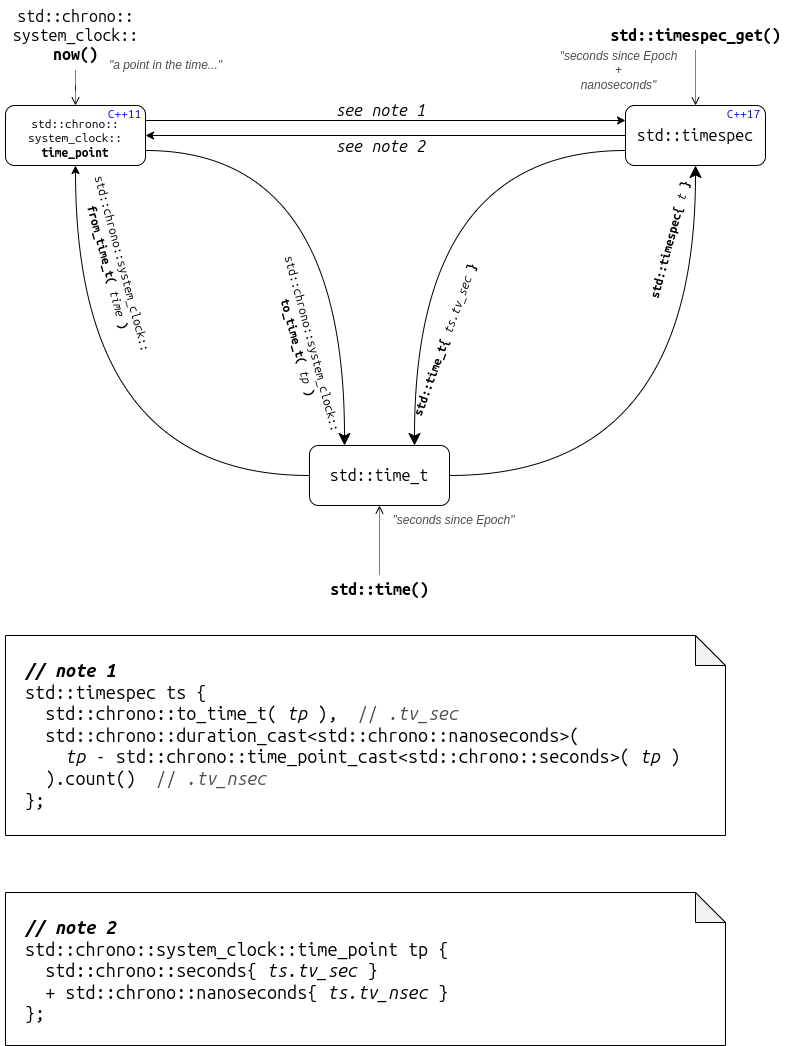 std::chrono::
system_clock::
now()
"a point in the time..."
std::timespec_get()
"seconds since Epoch
+
nanoseconds"
C++11
std::chrono::
system_clock::
time_point
see note 1
see note 2
C++17
std::timespec
std::chrono::system_clock::
from_time_t( time )
std::chrono::system_clock::
to_time_t( tp )
std::time_t{ ts.tv_sec }
std::timespec{ t }
std::time_t
"seconds since Epoch"
std::time()
// note 1
std::timespec ts {
  std::chrono::to_time_t( tp ),  // .tv_sec
  std::chrono::duration_cast<std::chrono::nanoseconds>(
    tp - std::chrono::time_point_cast<std::chrono::seconds>( tp )
  ).count()  // .tv_nsec
};
// note 2
std::chrono::system_clock::time_point tp {
  std::chrono::seconds{ ts.tv_sec }
  + std::chrono::nanoseconds{ ts.tv_nsec }
};